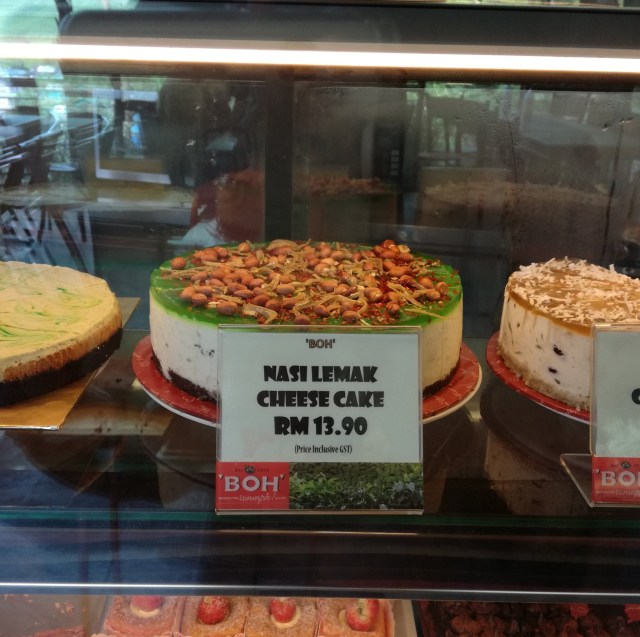 'BOH'
NASI LEMAK
CHEESE CAKE
RM 13.90
(Price Inclusive GST)
'BOH'
'BOH